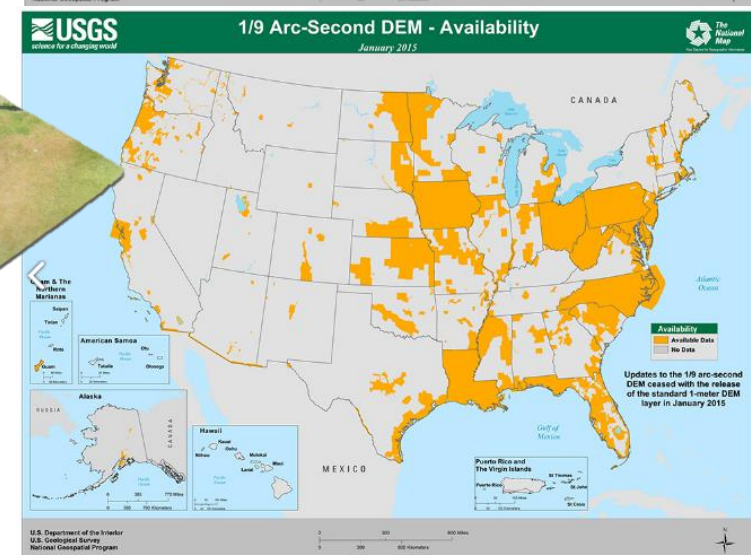 National Geospatial Program
USGS
science for a changing world
1/9 Arc-Second DEM - Availability
January 2015
The
National
Map
CANADA
Atlantic
Ocean
Availability
Available Data
No Data
Updates to the 1/9 arc-second
DEM ceased with the release
of the standard 1-meter DEM
layer in January 2015
& The
Northern
Marianas
Saipan
Tinian
Rota
Guam
American Samoa
Ofu
Tutuila
Olosega
Alaska
RUSSIA
CANADA
Hawaii
Kauai
Niihau
Oahu
Molokai
Lanai
Maui
MEXICO
Gulf of
Mexico
Puerto Rico and
The Virgin Islands
Puerto Rico
St Thomas
St John
St Croix
U.S. Department of the Interior
U.S. Geological Survey
National Geospatial Program
N